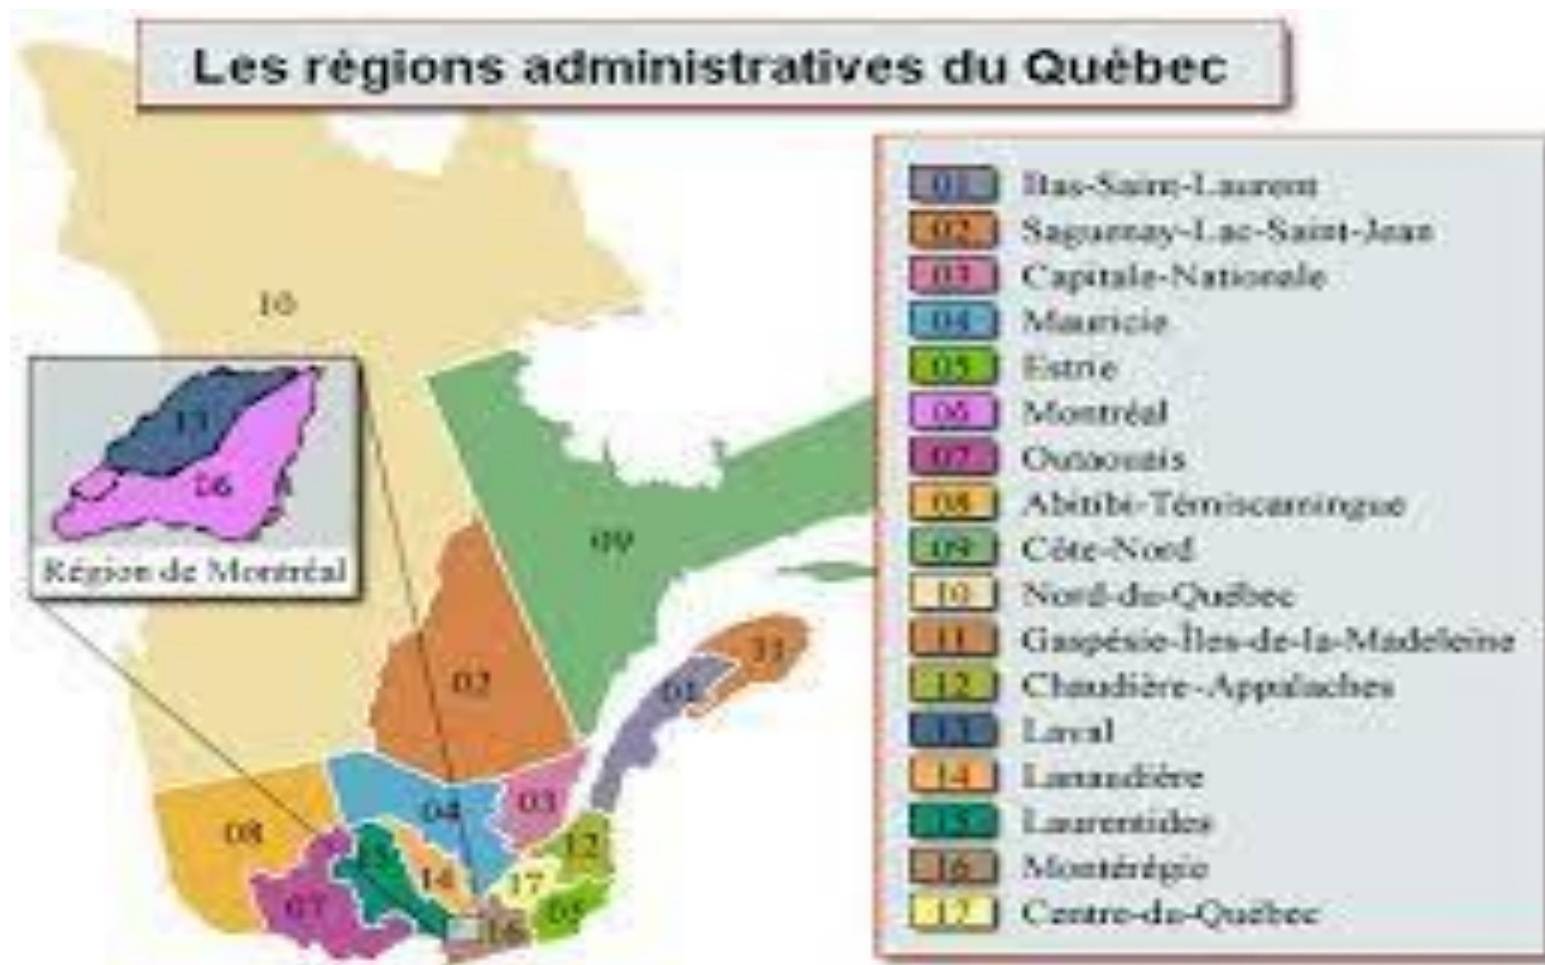 Les régions administratives du Québec
10
13
06
Région de Montréal
09
02
11
01
04
03
08
15
14
12
17
07
05
16
01 Bas-Saint-Laurent
02 Saguenay-Lac-Saint-Jean
03 Capitale-Nationale
04 Mauricie
05 Estrie
06 Montréal
07 Outaouais
08 Abitibi-Témiscamingue
09 Côte-Nord
10 Nord-du-Québec
11 Gaspésie-Îles-de-la-Madeleine
12 Chaudière-Appalaches
13 Laval
14 Lanaudière
15 Laurentides
16 Montérégie
17 Centre-du-Québec